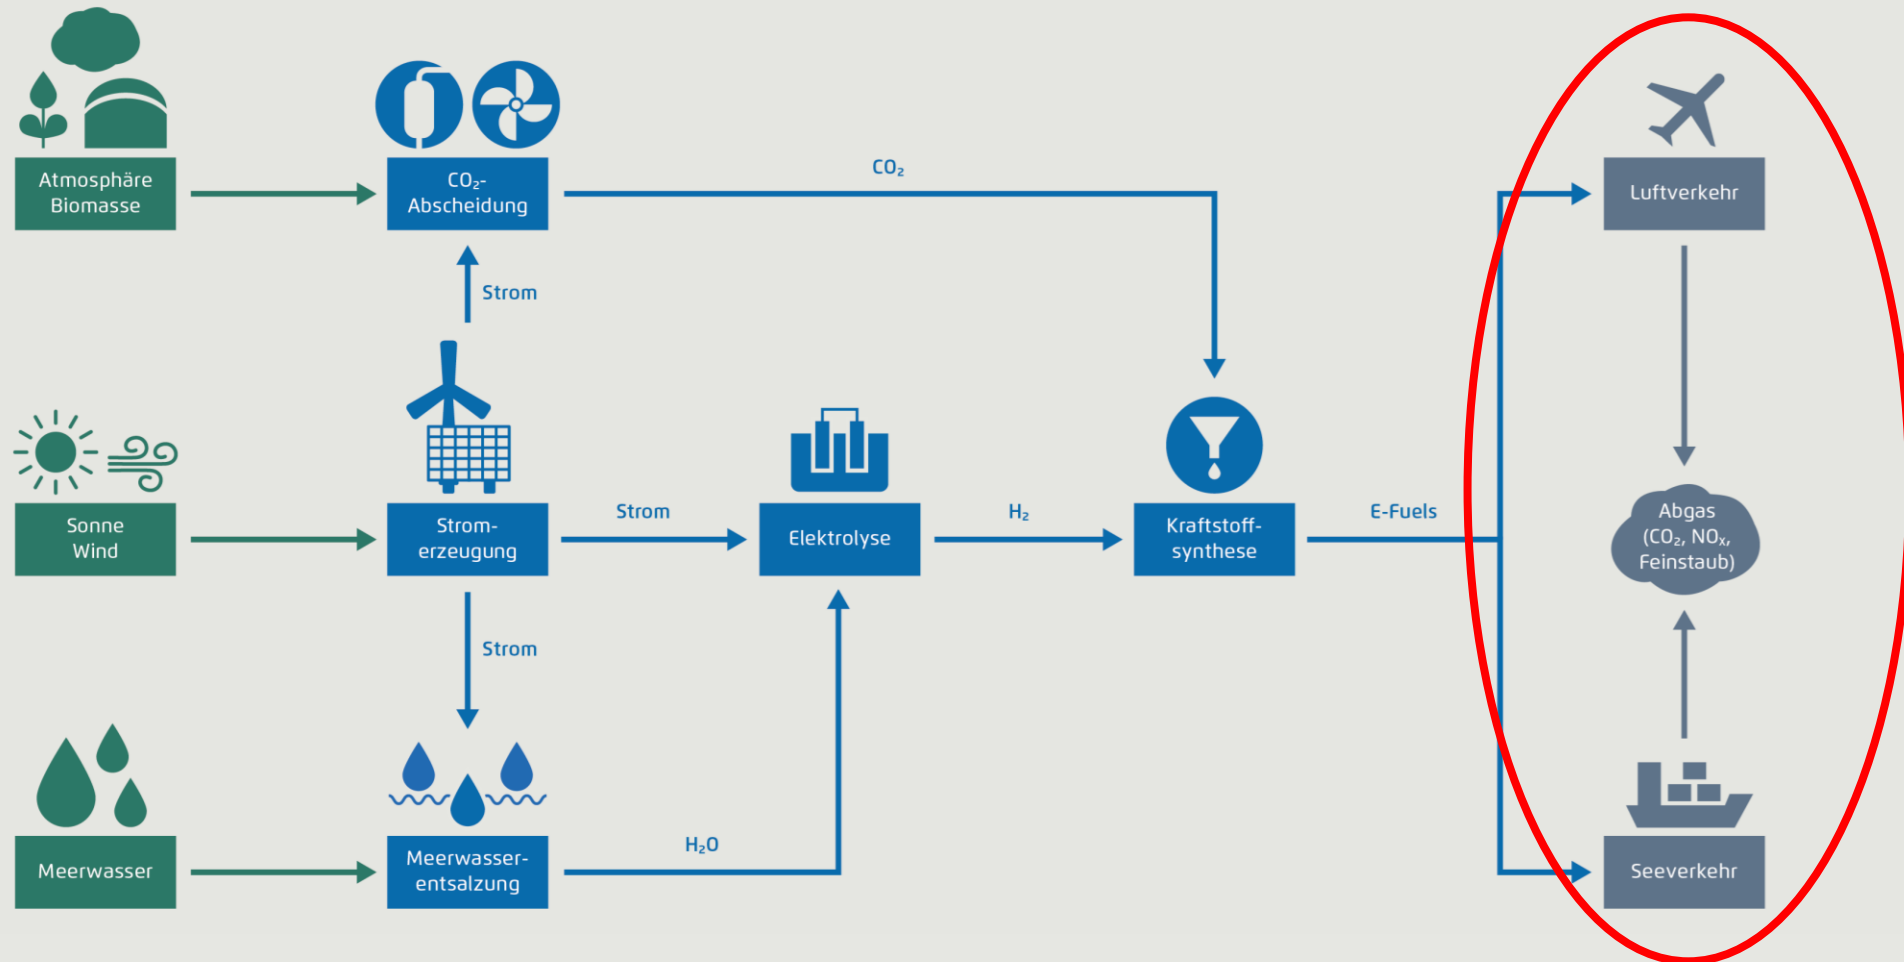 Atmosphäre
Biomasse
CO₂-
Abscheidung
CO₂
Luftverkehr
Strom
Sonne
Wind
Strom-
erzeugung
Strom
Elektrolyse
H₂
Kraftstoff-
synthese
E-Fuels
Abgas
(CO₂, NOₓ,
Feinstaub)
Strom
Meerwasser
Meerwasser-
entsalzung
H₂O
Seeverkehr